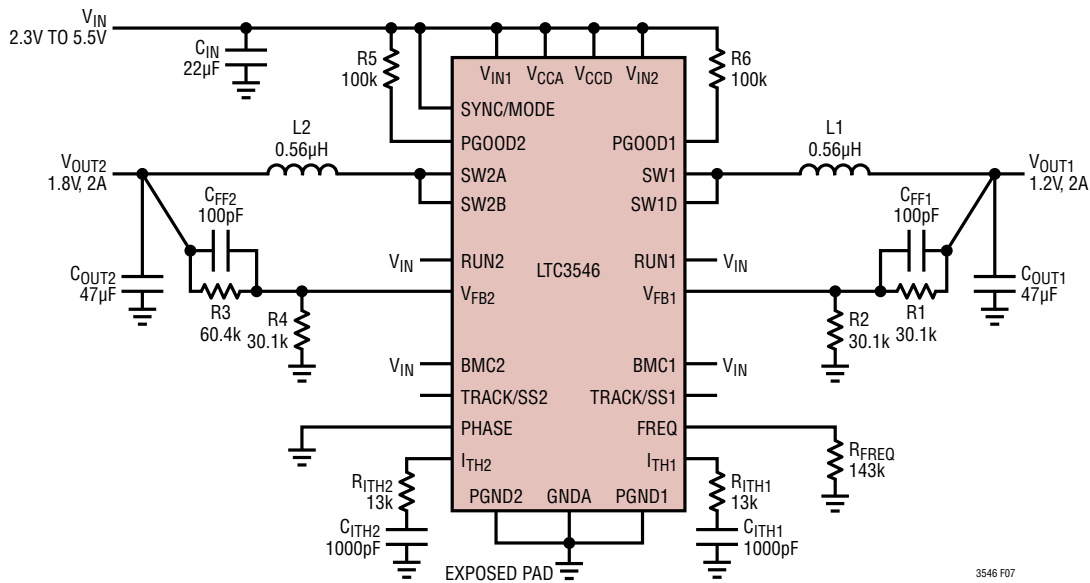 VIN
2.3V TO 5.5V
CIN
22µF
R5
100k
R6
100k
VIN1
VCCA
VCCD
VIN2
SYNC/MODE
PGOOD2
PGOOD1
L2
0.56µH
L1
0.56µH
VOUT2
1.8V, 2A
SW2A
SW2B
SW1
SW1D
VOUT1
1.2V, 2A
CFF2
100pF
CFF1
100pF
VIN
RUN2
LTC3546
RUN1
VIN
COUT2
47µF
R3
60.4k
R4
30.1k
VFB2
VFB1
R2
30.1k
R1
30.1k
COUT1
47µF
VIN
BMC2
BMC1
VIN
TRACK/SS2
TRACK/SS1
PHASE
FREQ
RFREQ
143k
ITH2
ITH1
RITH2
13k
RITH1
13k
PGND2
GNDA
PGND1
CITH2
1000pF
CITH1
1000pF
EXPOSED PAD
3546 F07